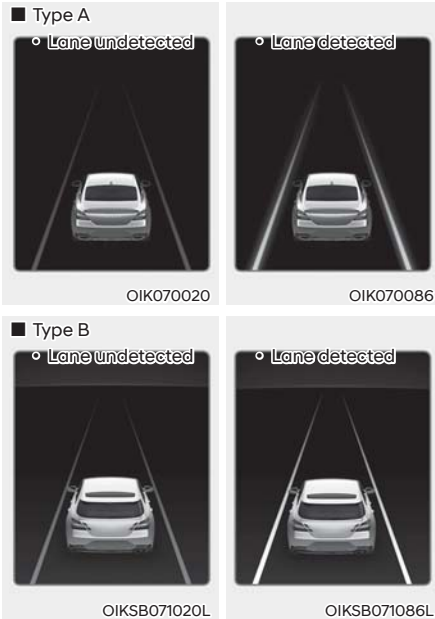 ■ Type A
○ Lane undetected
○ Lane detected
OIK070020
OIK070086
■ Type B
○ Lane undetected
○ Lane detected
OIKSB071020L
OIKSB071086L